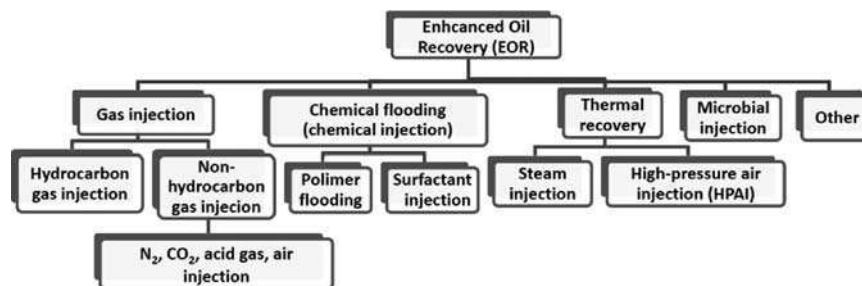 Enhcanced Oil
Recovery (EOR)
Gas injection
Chemical flooding
(chemical injection)
Thermal
recovery
Microbial
injection
Other
Hydrocarbon
gas injection
Non-
hydrocarbon
gas injecion
Polimer
flooding
Surfactant
injection
Steam
injection
High-pressure air
injection (HPAI)
N₂, CO₂, acid gas, air
injection